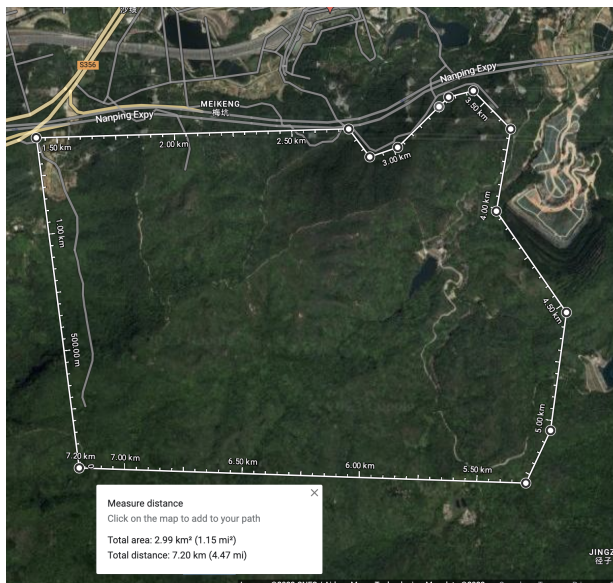 沙坝
S356
Nanping Expy
MEIKENG
梅坑
Nanping Expy
3.50 km
1.50 km
2.00 km
2.50 km
3.00 km
4.00 km
1.00 km
4.50 km
500.00 m
5.00 km
7.20 km
0
7.00 km
6.50 km
6.00 km
5.50 km
Measure distance
Click on the map to add to your path
Total area: 2.99 km² (1.15 mi²)
Total distance: 7.20 km (4.47 mi)
JINGZ
径子